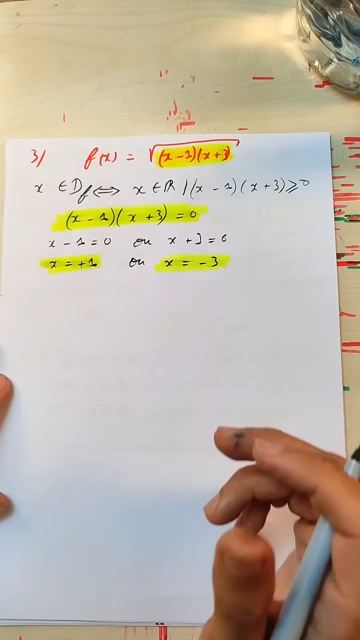 3) f(x) = √(x-1)(x+3)
x ∈ Df ⟺ x ∈ ℝ / (x - 1)(x+3) ⩾ 0
(x-1)(x+3) = 0
x-1=0 ou x+3=0
x = +1 ou x = -3